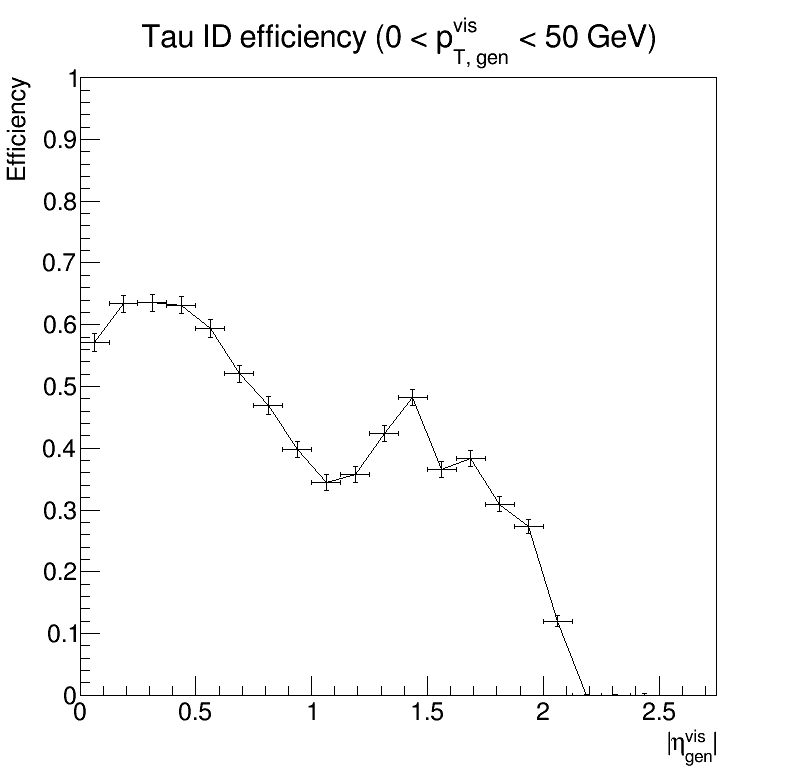 Tau ID efficiency (0 < p^vis_T, gen < 50 GeV)
Efficiency
1
0.9
0.8
0.7
0.6
0.5
0.4
0.3
0.2
0.1
0
0 0.5 1 1.5 2 2.5
|η^vis_gen|